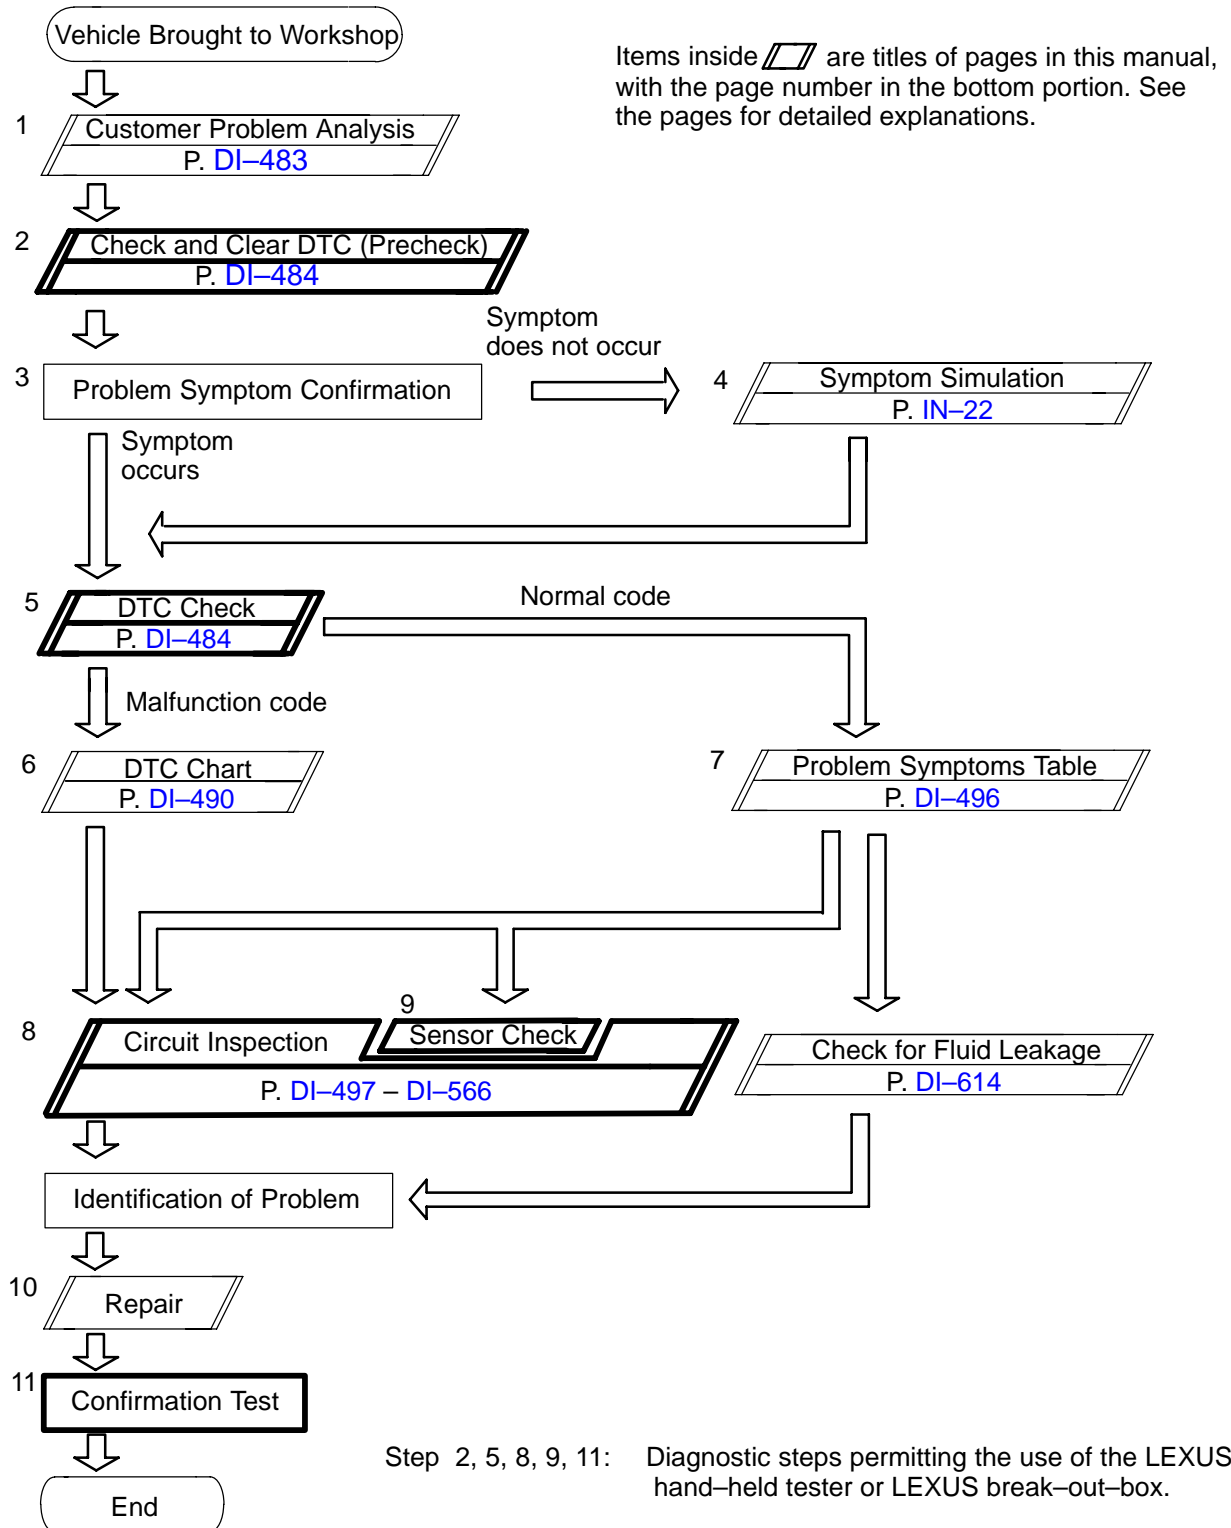 Vehicle Brought to Workshop
Items inside are titles of pages in this manual,
with the page number in the bottom portion. See
the pages for detailed explanations.
1
Customer Problem Analysis
P. DI–483
2
Check and Clear DTC (Precheck)
P. DI–484
Symptom
does not occur
3
Problem Symptom Confirmation
4
Symptom Simulation
P. IN–22
Symptom
occurs
5
DTC Check
P. DI–484
Normal code
Malfunction code
6
DTC Chart
P. DI–490
7
Problem Symptoms Table
P. DI–496
8
Circuit Inspection
9
Sensor Check
P. DI–497 – DI–566
Check for Fluid Leakage
P. DI–614
Identification of Problem
10
Repair
11
Confirmation Test
Step 2, 5, 8, 9, 11: Diagnostic steps permitting the use of the LEXUS
hand–held tester or LEXUS break–out–box.
End